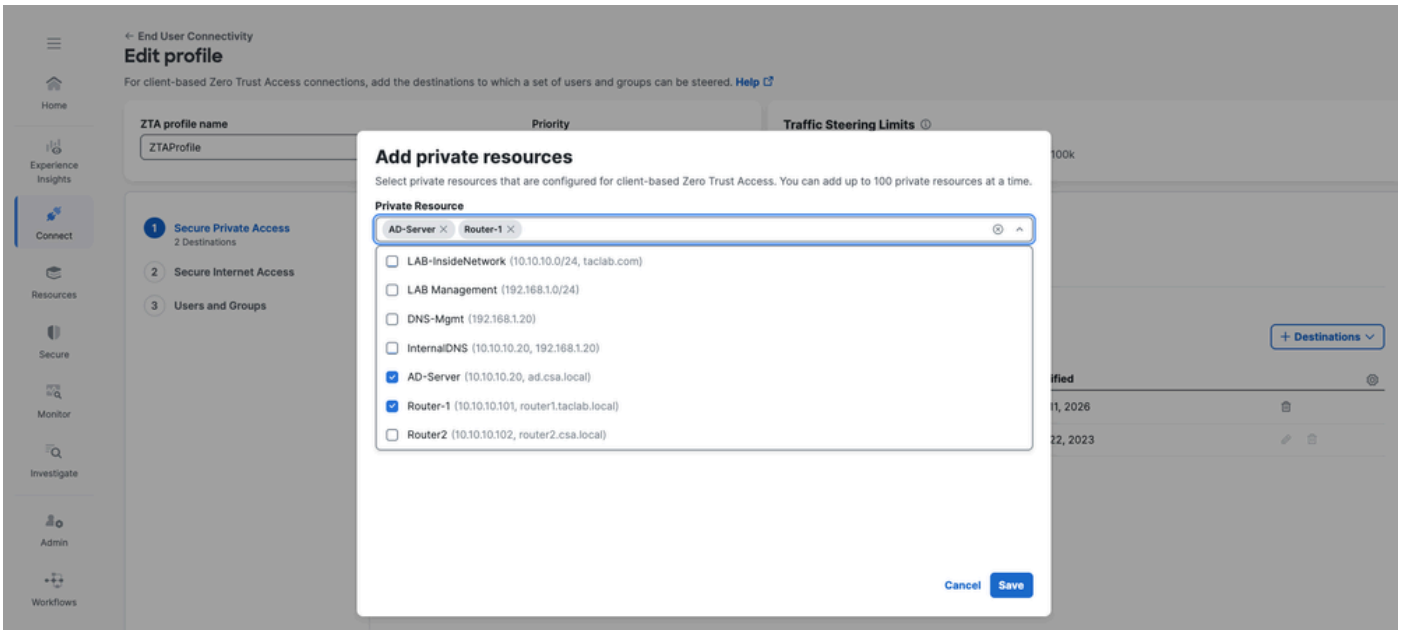 ← End User Connectivity
Edit profile
For client-based Zero Trust Access connections, add the destinations to which a set of users and groups can be steered. Help
Home
Experience
Insights
Connect
Resources
Secure
Monitor
Investigate
Admin
Workflows
ZTA profile name
ZTAProfile
Priority
Traffic Steering Limits
100k
1 Secure Private Access
2 Destinations
2 Secure Internet Access
3 Users and Groups
Add private resources
Select private resources that are configured for client-based Zero Trust Access. You can add up to 100 private resources at a time.
Private Resource
AD-Server × Router-1 ×
LAB-InsideNetwork (10.10.10.0/24, taclab.com)
LAB Management (192.168.1.0/24)
DNS-Mgmt (192.168.1.20)
InternalDNS (10.10.10.20, 192.168.1.20)
AD-Server (10.10.10.20, ad.csa.local)
Router-1 (10.10.10.101, router1.taclab.local)
Router2 (10.10.10.102, router2.csa.local)
Cancel Save
+ Destinations
ified
11, 2026
22, 2023